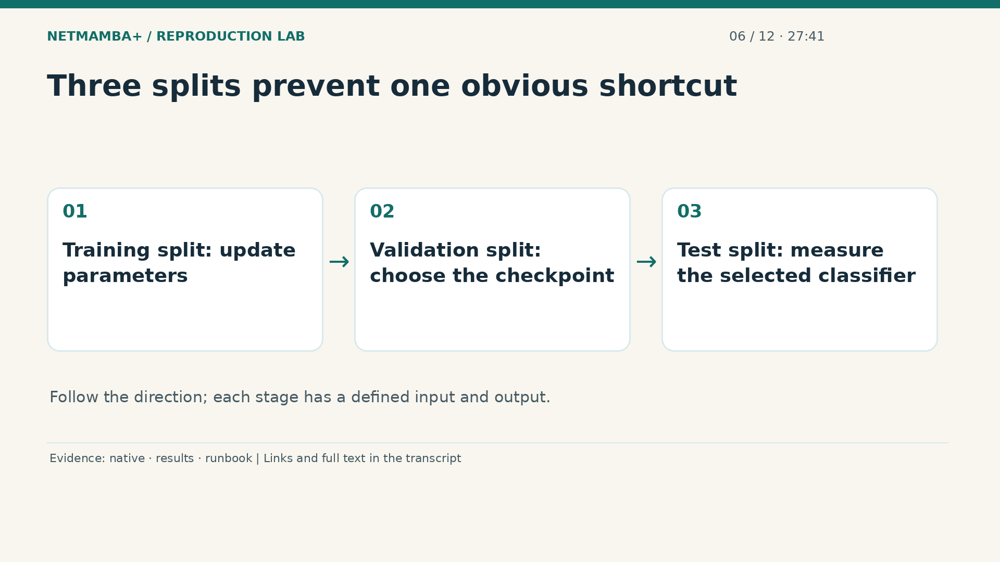 NETMAMBA+ / REPRODUCTION LAB
06 / 12 · 27:41
Three splits prevent one obvious shortcut
01
Training split: update
parameters
→
02
Validation split:
choose the checkpoint
→
03
Test split: measure
the selected classifier
Follow the direction; each stage has a defined input and output.
Evidence: native · results · runbook | Links and full text in the transcript